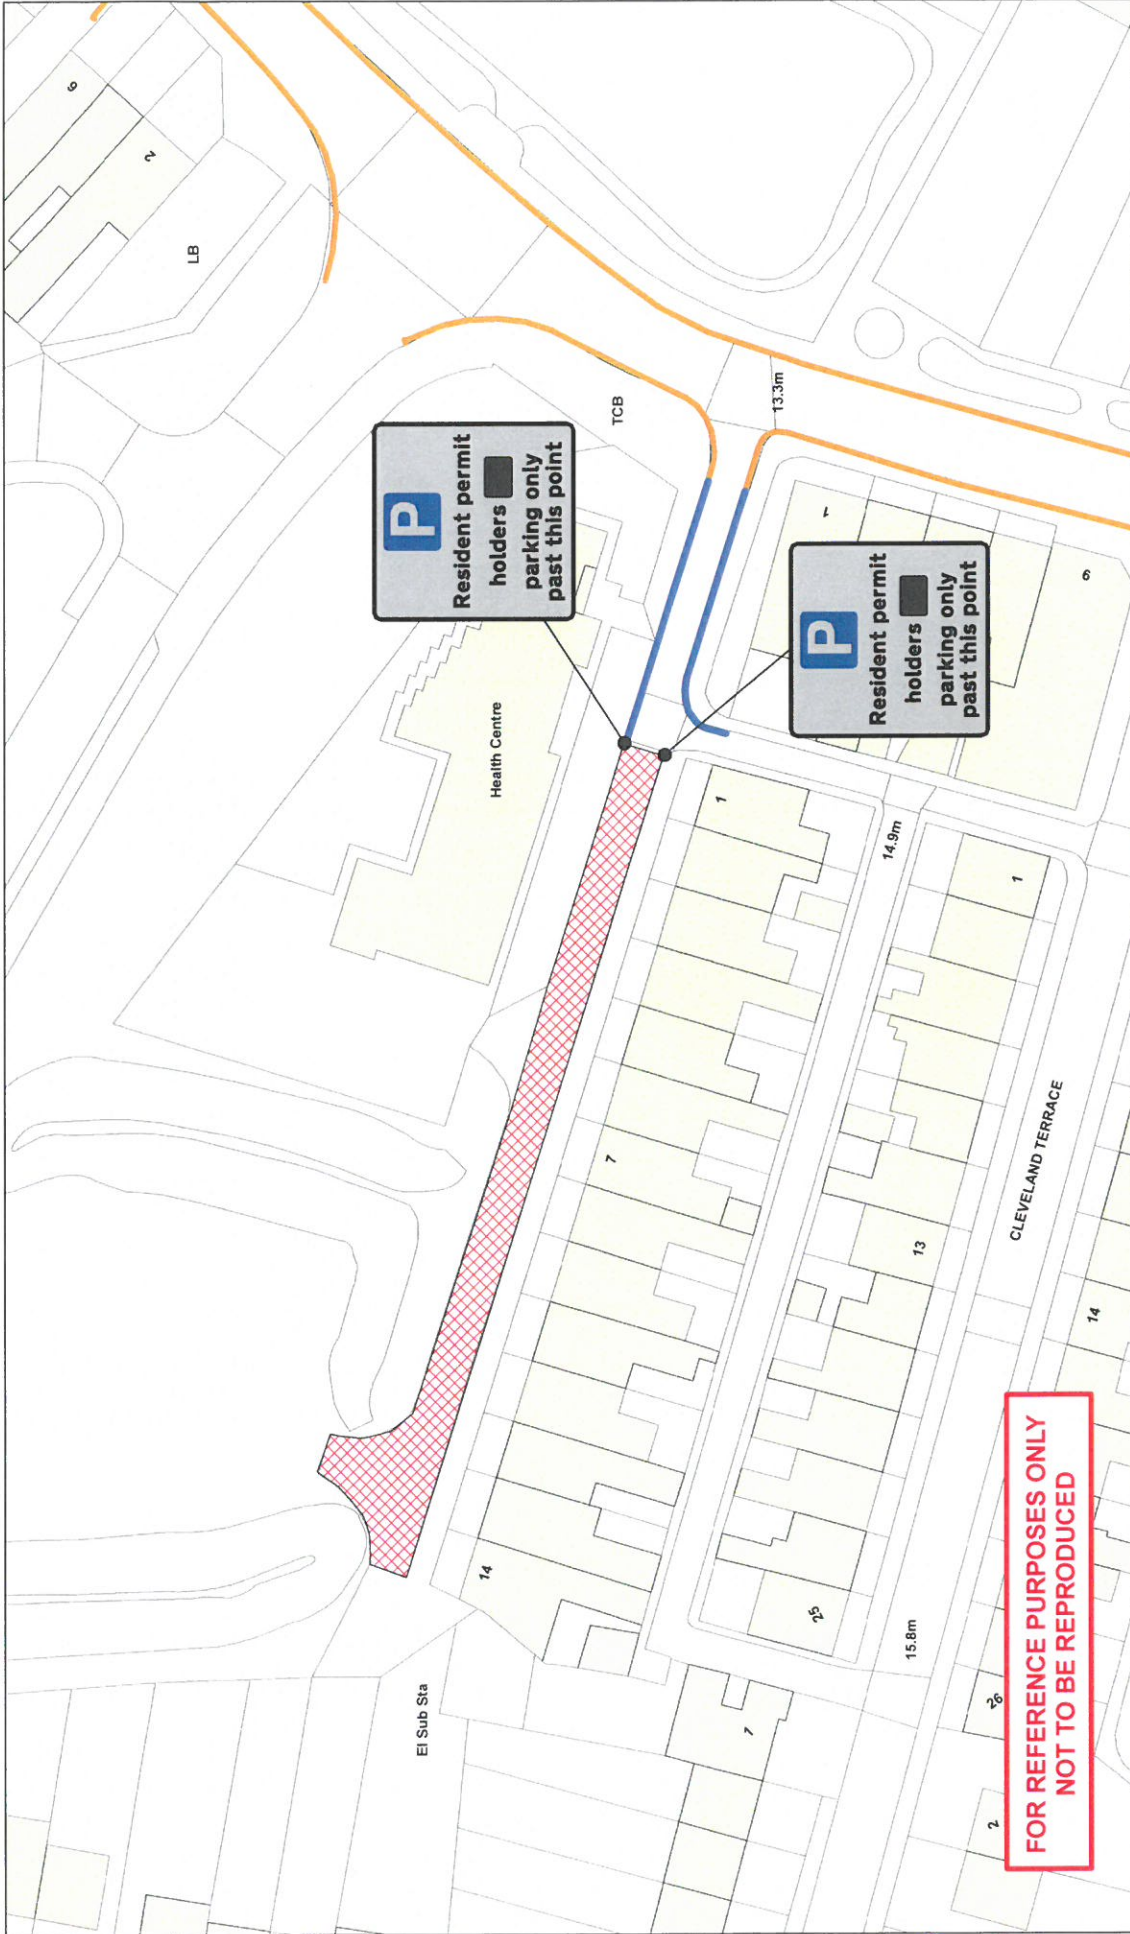 6
2
LB
P
Resident permit
holders
parking only
past this point
El Sub Sta
14
Health Centre
7
TCB
1
13.3m
P
Resident permit
holders
parking only
past this point
25
1
14.9m
15.8m
13
2
26
1
CLEVELAND TERRACE
6
14
FOR REFERENCE PURPOSES ONLY
NOT TO BE REPRODUCED